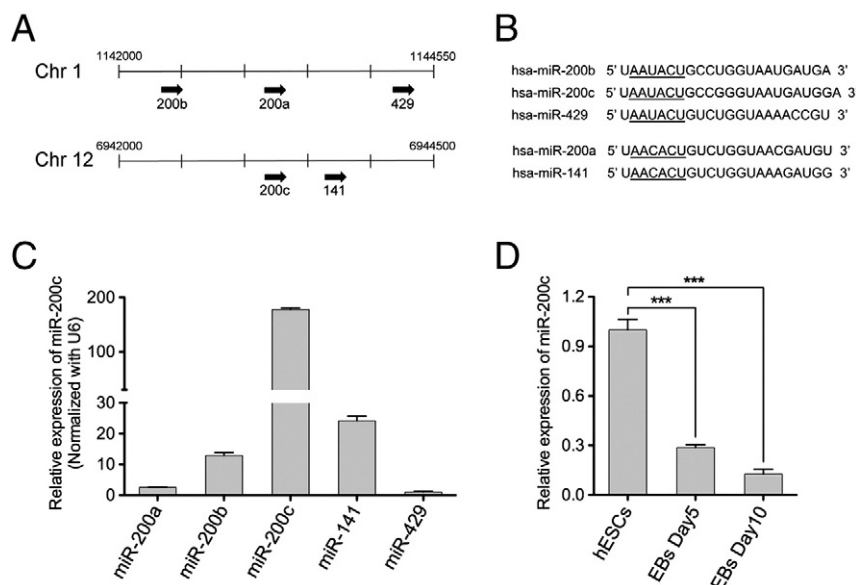 A
1142000 1144550
Chr 1
200b 200a 429
6942000 6944500
Chr 12
200c 141
B
hsa-miR-200b 5' UAAUACUGCCUGGUAAUGAUGA 3'
hsa-miR-200c 5' UAAUACUGCCGGGUAAUGAUGGA 3
hsa-miR-429 5' UAAUACUGUCUGGUAAAACCGU 3'
hsa-miR-200a 5' UAACACUGUCUGGUAACGAUGU 3'
hsa-miR-141 5' UAACACUGUCUGGUAAAGAUGG 3'
C
Relative expression of miR-200c
(Normalized with U6)
200
100
30
20
10
0
miR-200a miR-200b miR-200c miR-141 miR-429
D
Relative expression of miR-200c
1.2
0.9
0.6
0.3
0.0
***
***
hESCs EBs Day5 EBs Day10